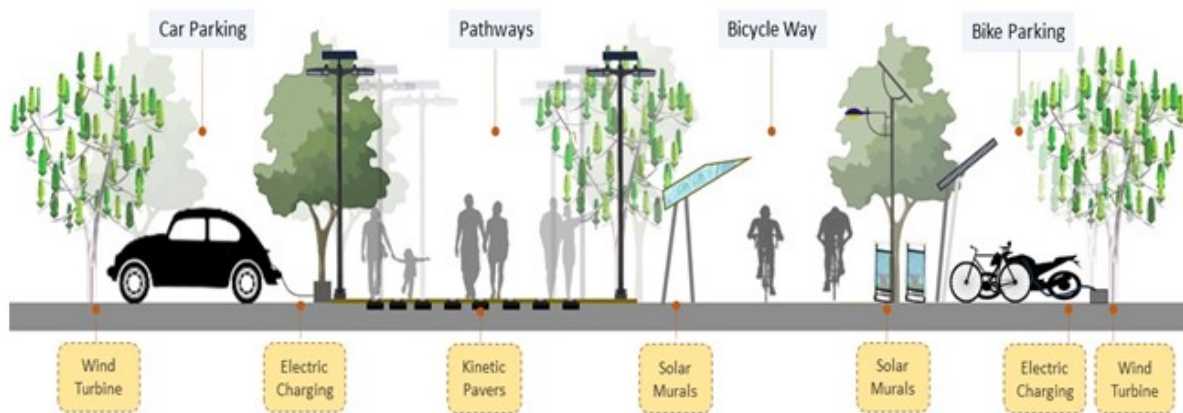 Car Parking
Pathways
Bicycle Way
Bike Parking
Wind
Turbine
Electric
Charging
Kinetic
Pavers
Solar
Murals
Solar
Murals
Electric
Charging
Wind
Turbine